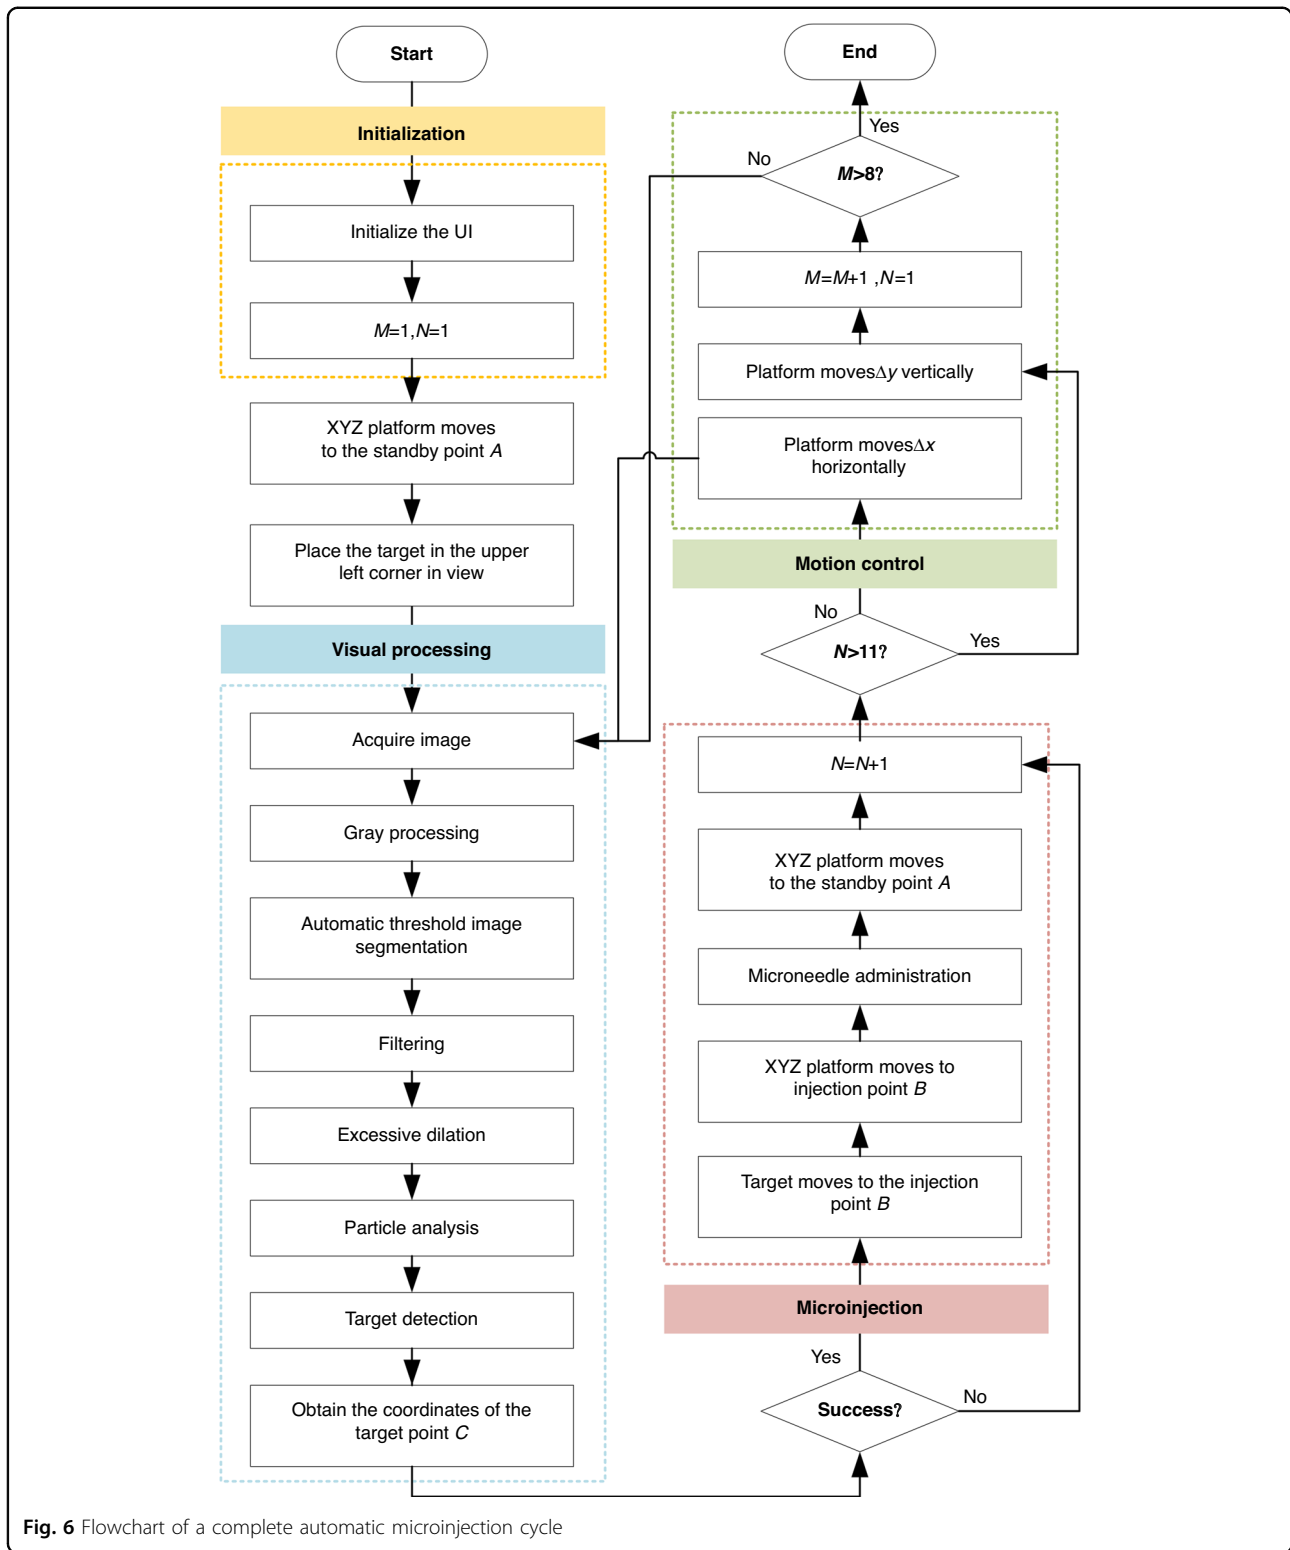 Start
Initialization
Initialize the UI
M=1,N=1
XYZ platform moves
to the standby point A
Place the target in the upper
left corner in view
Visual processing
Acquire image
Gray processing
Automatic threshold image
segmentation
Filtering
Excessive dilation
Particle analysis
Target detection
Obtain the coordinates of the
target point C
End
Yes
No
M>8?
M=M+1 ,N=1
Platform movesΔy vertically
Platform movesΔx
horizontally
Motion control
No
N>11?
Yes
N=N+1
XYZ platform moves
to the standby point A
Microneedle administration
XYZ platform moves to
injection point B
Target moves to the injection
point B
Microinjection
Yes
Success?
No
Fig. 6 Flowchart of a complete automatic microinjection cycle